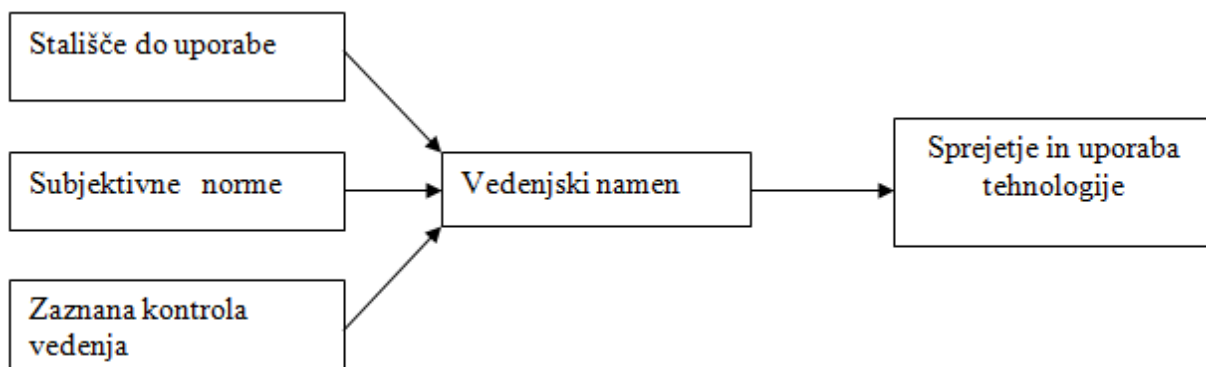 Stališče do uporabe
Subjektivne norme
Zaznana kontrola
vedenja
Vedenjski namen
Sprejetje in uporaba
tehnologije